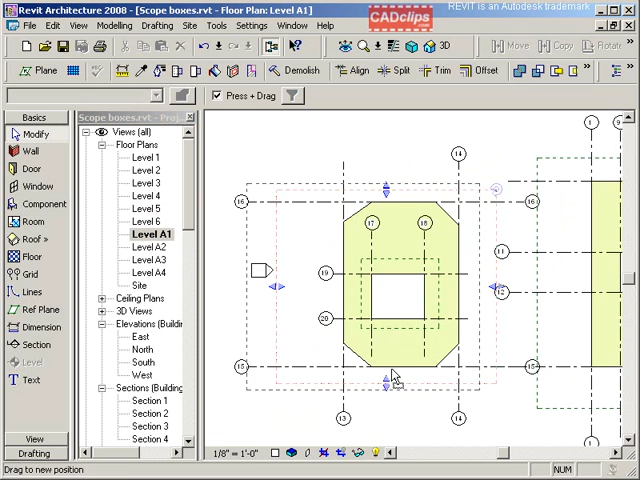 Revit Architecture 2008 - [Scope boxes.rvt - Floor Plan: Level A1]
REVIT is an Autodesk trademark
CADclips
.com
File Edit View Modelling Drafting Site Tools Settings Window Help
3D Move Copy Rotate
Plane Demolish Align Split Trim Offset
Press + Drag
Basics
Modify
Wall
Door
Window
Component
Room
Roof »
Floor
Grid
Lines
Ref Plane
Dimension
Section
Level
Text
View
Drafting
Scope boxes.rvt - Proj...
Views (all)
Floor Plans
Level 1
Level 2
Level 3
Level 4
Level 5
Level 6
Level A1
Level A2
Level A3
Level A4
Site
Ceiling Plans
3D Views
Elevations (Buildin
East
North
South
West
Sections (Building
Section 1
Section 2
Section 3
Section 4
14
1
9
16
16
17
18
11
19
12
20
15
15
13
14
1
1/8" = 1'-0"
Drag to new position
NUM